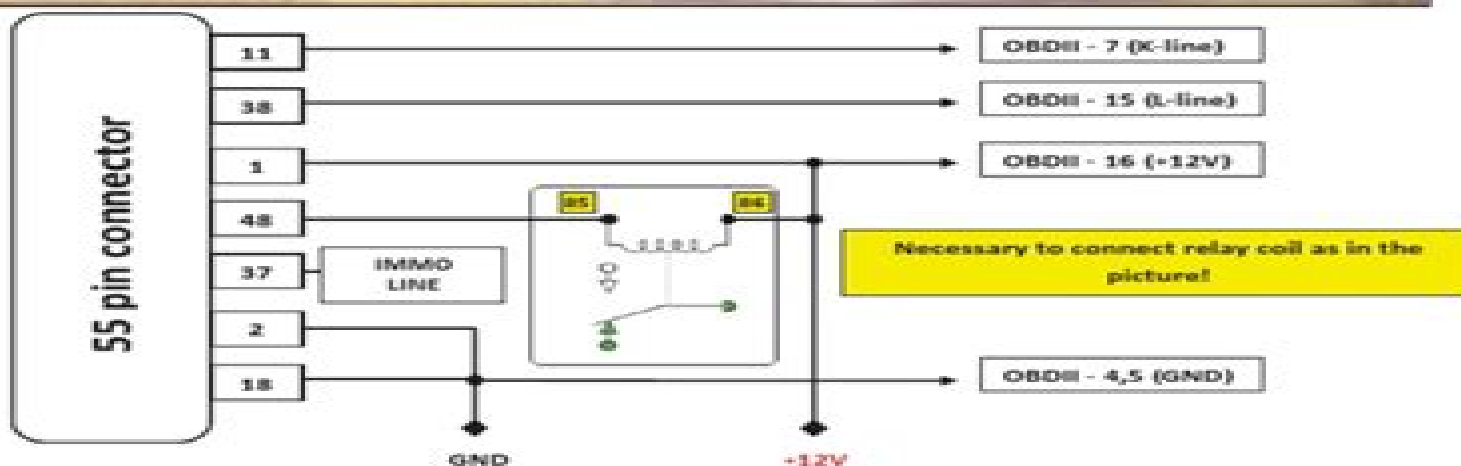 55 pin connector
11
38
1
48
37
2
18
IMMO
LINE
85
86
OBDII - 7 (K-line)
OBDII - 15 (L-line)
OBDII - 16 (+12V)
Necessary to connect relay coil as in the
picture!
OBDII - 4,5 (GND)
GND
+12V